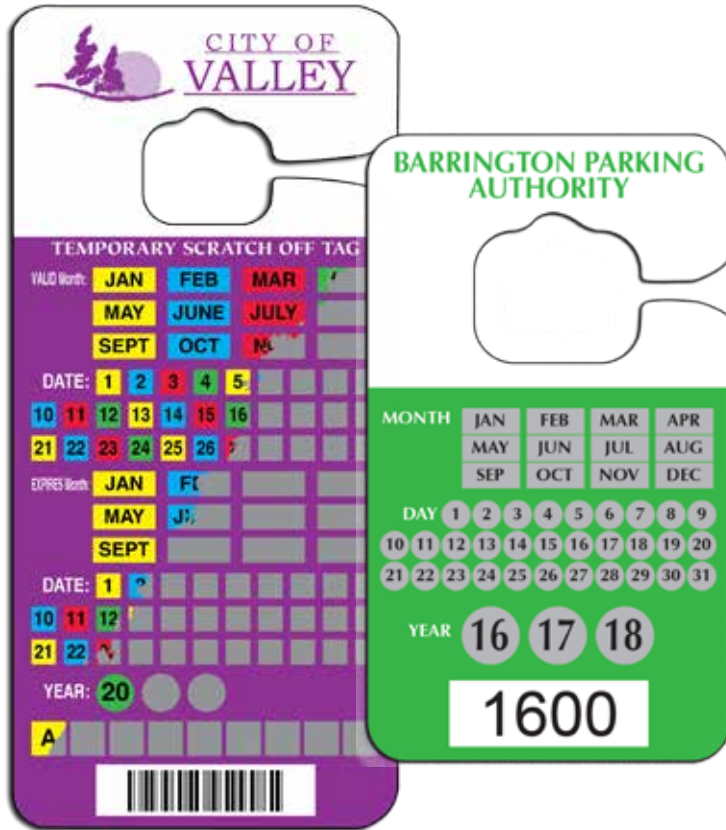 CITY OF
VALLEY
TEMPORARY SCRATCH OFF TAG
VALID Month: JAN FEB MAR
MAY JUNE JULY
SEPT OCT
DATE: 1 2 3 4 5
10 11 12 13 14 15 16
21 22 23 24 25 26
EXPIRES Month: JAN
MAY
SEPT
DATE: 1 2
10 11 12
21 22
YEAR: 20
A
BARRINGTON PARKING
AUTHORITY
MONTH JAN FEB MAR APR
MAY JUN JUL AUG
SEP OCT NOV DEC
DAY 1 2 3 4 5 6 7 8 9
10 11 12 13 14 15 16 17 18 19 20
21 22 23 24 25 26 27 28 29 30 31
YEAR 16 17 18
1600